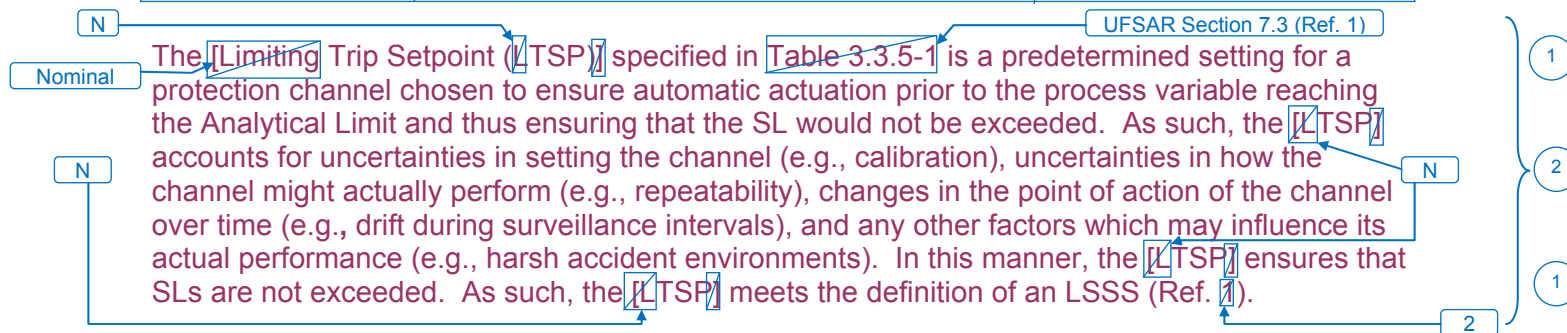 N
UFSAR Section 7.3 (Ref. 1)
The [Limiting Trip Setpoint (LTSP)] specified in Table 3.3.5-1 is a predetermined setting for a
1
Nominal
protection channel chosen to ensure automatic actuation prior to the process variable reaching
the Analytical Limit and thus ensuring that the SL would not be exceeded. As such, the [LTSP]
accounts for uncertainties in setting the channel (e.g., calibration), uncertainties in how the
N
N
2
channel might actually perform (e.g., repeatability), changes in the point of action of the channel
over time (e.g., drift during surveillance intervals), and any other factors which may influence its
actual performance (e.g., harsh accident environments). In this manner, the [LTSP] ensures that
SLs are not exceeded. As such, the [LTSP] meets the definition of an LSSS (Ref. 1).
1
2